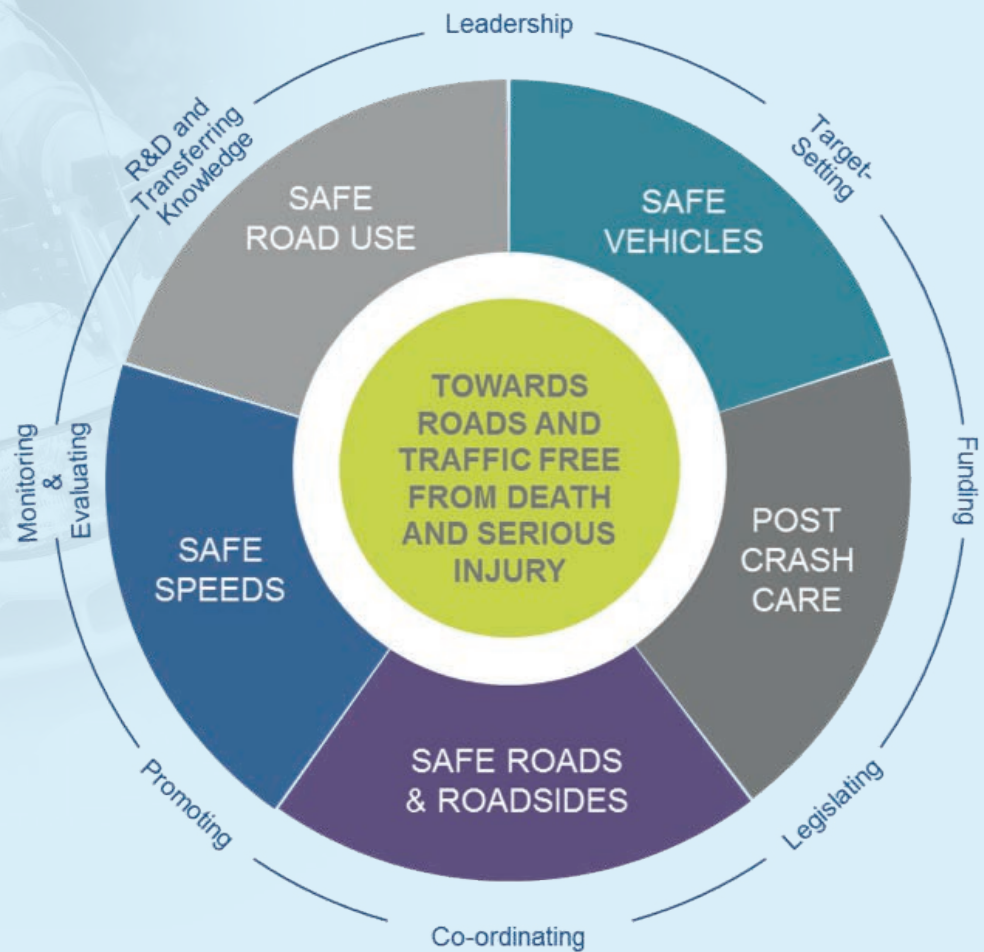 Leadership
Target-
Setting
Funding
Legislating
Co-ordinating
Promoting
Monitoring
&
Evaluating
R&D and
Transferring
Knowledge
SAFE
VEHICLES
POST
CRASH
CARE
SAFE ROADS
& ROADSIDES
SAFE
SPEEDS
SAFE
ROAD USE
TOWARDS
ROADS AND
TRAFFIC FREE
FROM DEATH
AND SERIOUS
INJURY